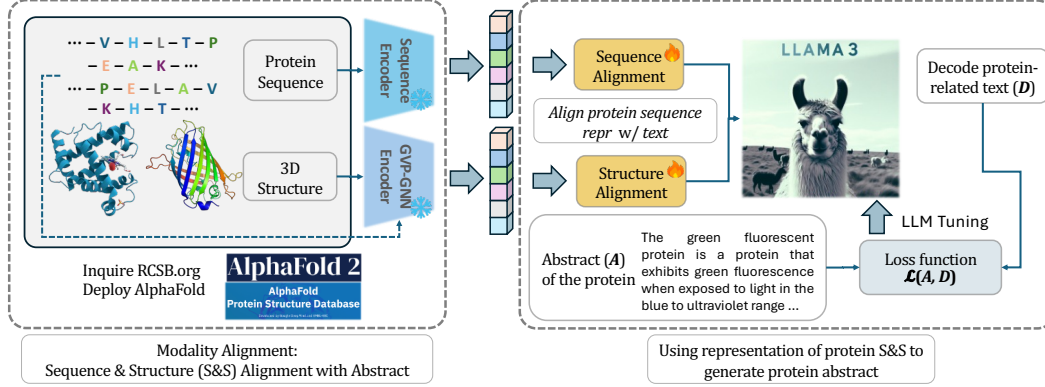 ··· – V – H – L – T – P
– E – A – K – ···
··· – P – E – L – A – V
– K – H – T – ···
Protein
Sequence
3D
Structure
Sequence
Encoder
GVP-GNN
Encoder
Inquire RCSB.org
Deploy AlphaFold
AlphaFold 2
AlphaFold
Protein Structure Database
Modality Alignment:
Sequence & Structure (S&S) Alignment with Abstract
Sequence
Alignment
Align protein sequence
repr w/ text
Structure
Alignment
LLAMA 3
Decode protein-
related text (D)
LLM Tuning
Loss function
ℒ(A, D)
Abstract (A)
of the protein
The green fluorescent
protein is a protein that
exhibits green fluorescence
when exposed to light in the
blue to ultraviolet range ...
Using representation of protein S&S to
generate protein abstract